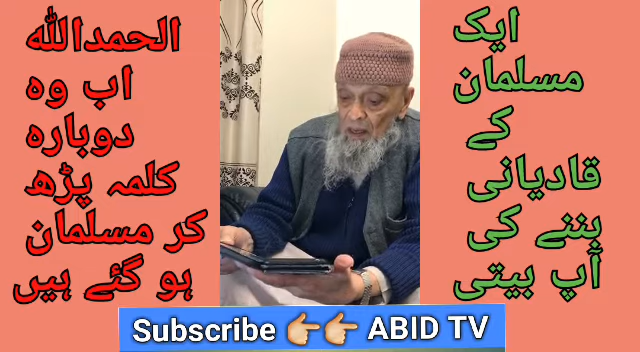 ایک
مسلمان
کے
قادیانی
بننے کی
آپ بیتی
الحمدالله
اب وہ
دوبارہ
کلمہ پڑھ
کر مسلمان
ہو گئے ہیں
Subscribe 👉👉 ABID TV